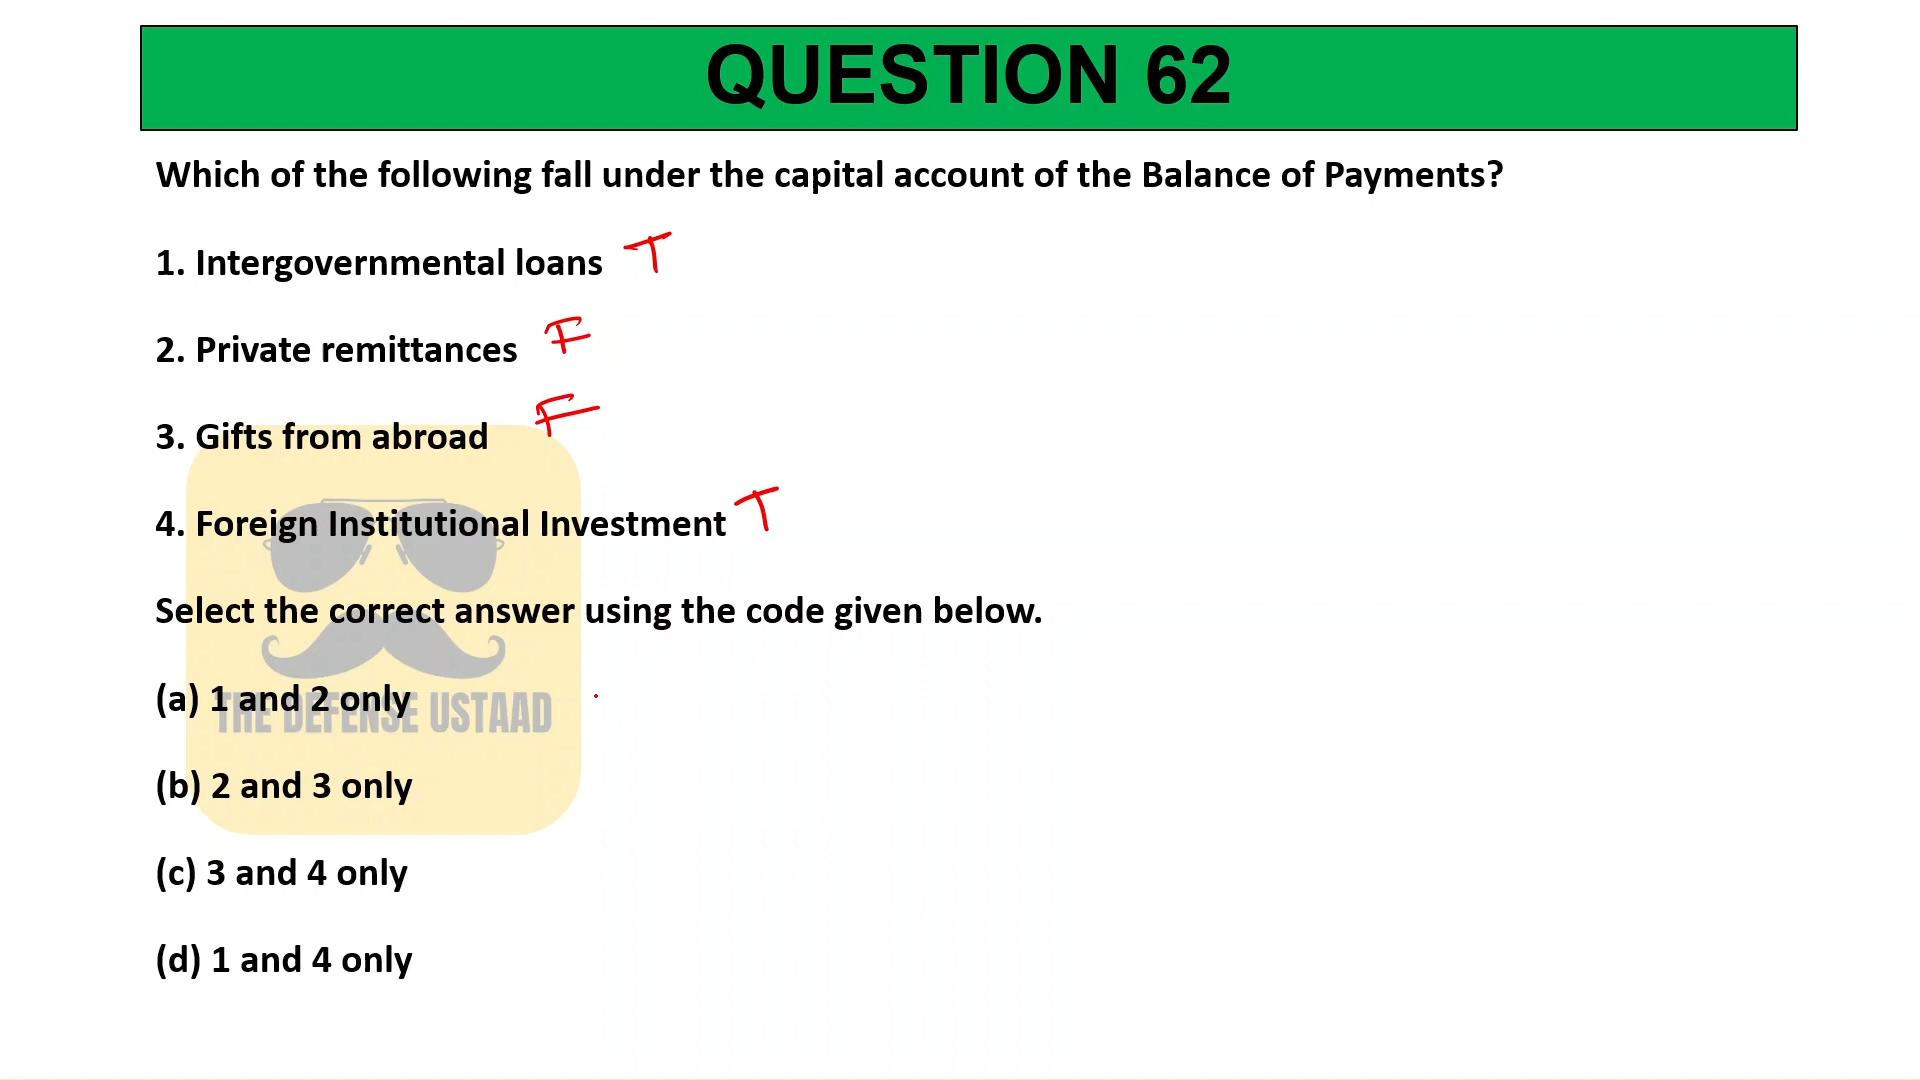 QUESTION 62
Which of the following fall under the capital account of the Balance of Payments?
1. Intergovernmental loans T
2. Private remittances F
3. Gifts from abroad F
4. Foreign Institutional Investment T
Select the correct answer using the code given below.
(a) 1 and 2 only
THE DEFENSE USTAAD
(b) 2 and 3 only
(c) 3 and 4 only
(d) 1 and 4 only